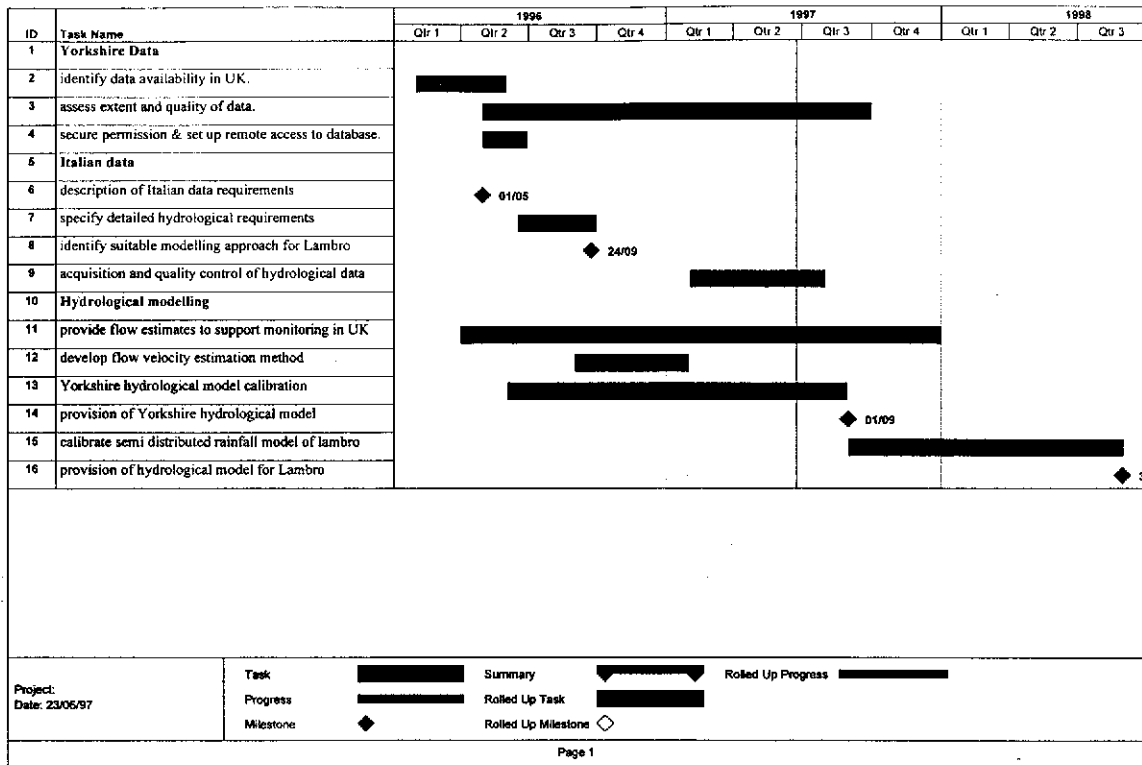 1996 1997 1998
ID Task Name Qtr 1 Qtr 2 Qtr 3 Qtr 4 Qtr 1 Qtr 2 Qtr 3 Qtr 4 Qtr 1 Qtr 2 Qtr 3
1 Yorkshire Data
2 identify data availability in UK.
3 assess extent and quality of data.
4 secure permission & set up remote access to database.
5 Italian data
6 description of Italian data requirements 01/05
7 specify detailed hydrological requirements
8 identify suitable modelling approach for Lambro 24/09
9 acquisition and quality control of hydrological data
10 Hydrological modelling
11 provide flow estimates to support monitoring in UK
12 develop flow velocity estimation method
13 Yorkshire hydrological model calibration
14 provision of Yorkshire hydrological model 01/09
15 calibrate semi distributed rainfall model of lambro
16 provision of hydrological model for Lambro
Project:
Date: 23/06/97
Task Summary Rolled Up Progress
Progress Rolled Up Task
Milestone Rolled Up Milestone
Page 1